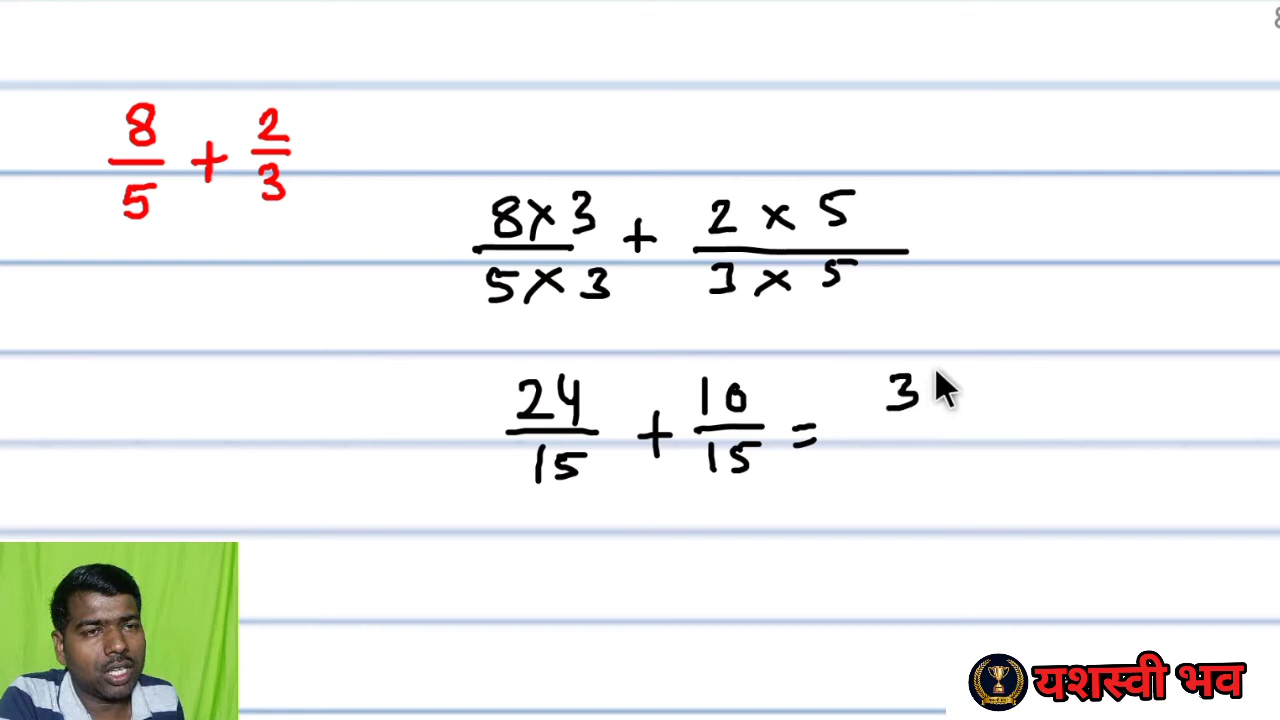 8/5 + 2/3
8×3/5×3 + 2×5/3×5
24/15 + 10/15 = 3
यशस्वी भव